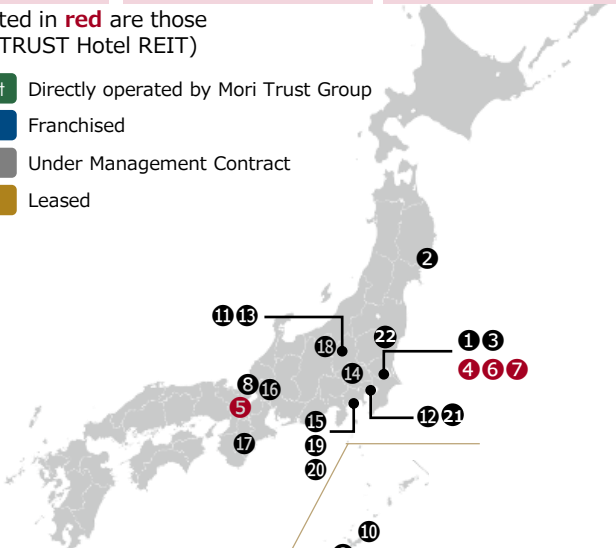 ted in red are those
TRUST Hotel REIT)
Directly operated by Mori Trust Group
Franchised
Under Management Contract
Leased
2
11 13
22
1 3
18
4 6 7
14
8 16
5
12 21
15
17
19
20
10